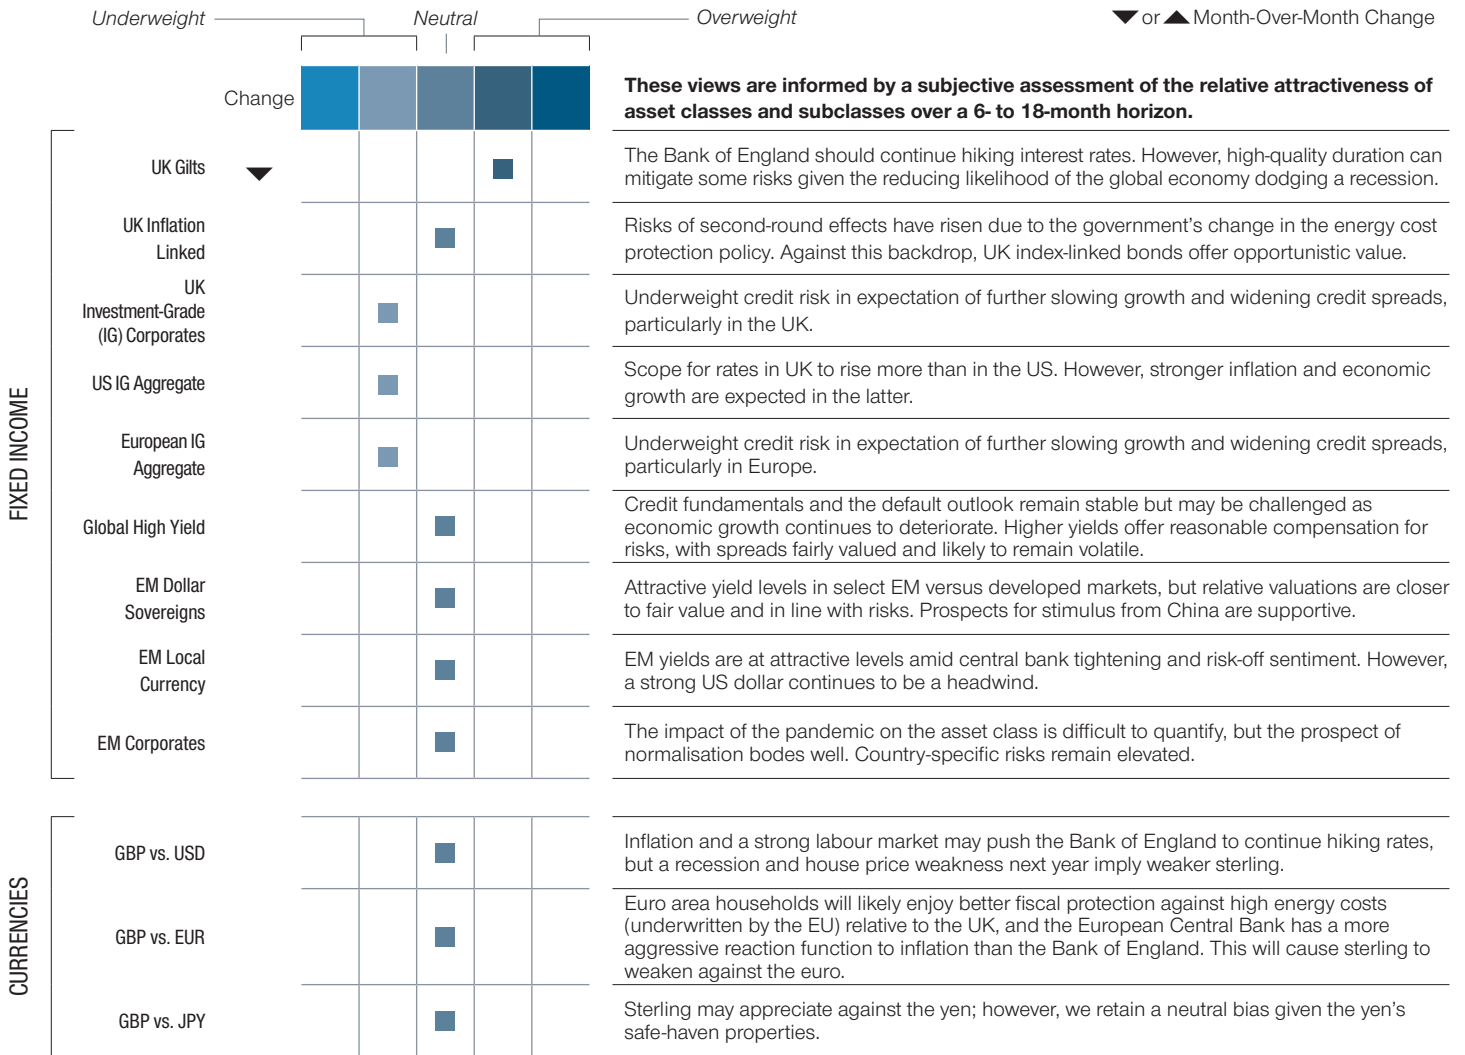 Underweight
Neutral
Overweight
▼ or ▲ Month-Over-Month Change
Change
These views are informed by a subjective assessment of the relative attractiveness of
asset classes and subclasses over a 6- to 18-month horizon.
FIXED INCOME
UK Gilts
▼
The Bank of England should continue hiking interest rates. However, high-quality duration can
mitigate some risks given the reducing likelihood of the global economy dodging a recession.
UK Inflation
Linked
Risks of second-round effects have risen due to the government’s change in the energy cost
protection policy. Against this backdrop, UK index-linked bonds offer opportunistic value.
UK
Investment-Grade
(IG) Corporates
Underweight credit risk in expectation of further slowing growth and widening credit spreads,
particularly in the UK.
US IG Aggregate
Scope for rates in UK to rise more than in the US. However, stronger inflation and economic
growth are expected in the latter.
European IG
Aggregate
Underweight credit risk in expectation of further slowing growth and widening credit spreads,
particularly in Europe.
Global High Yield
Credit fundamentals and the default outlook remain stable but may be challenged as
economic growth continues to deteriorate. Higher yields offer reasonable compensation for
risks, with spreads fairly valued and likely to remain volatile.
EM Dollar
Sovereigns
Attractive yield levels in select EM versus developed markets, but relative valuations are closer
to fair value and in line with risks. Prospects for stimulus from China are supportive.
EM Local
Currency
EM yields are at attractive levels amid central bank tightening and risk-off sentiment. However,
a strong US dollar continues to be a headwind.
EM Corporates
The impact of the pandemic on the asset class is difficult to quantify, but the prospect of
normalisation bodes well. Country-specific risks remain elevated.
CURRENCIES
GBP vs. USD
Inflation and a strong labour market may push the Bank of England to continue hiking rates,
but a recession and house price weakness next year imply weaker sterling.
GBP vs. EUR
Euro area households will likely enjoy better fiscal protection against high energy costs
(underwritten by the EU) relative to the UK, and the European Central Bank has a more
aggressive reaction function to inflation than the Bank of England. This will cause sterling to
weaken against the euro.
GBP vs. JPY
Sterling may appreciate against the yen; however, we retain a neutral bias given the yen’s
safe-haven properties.